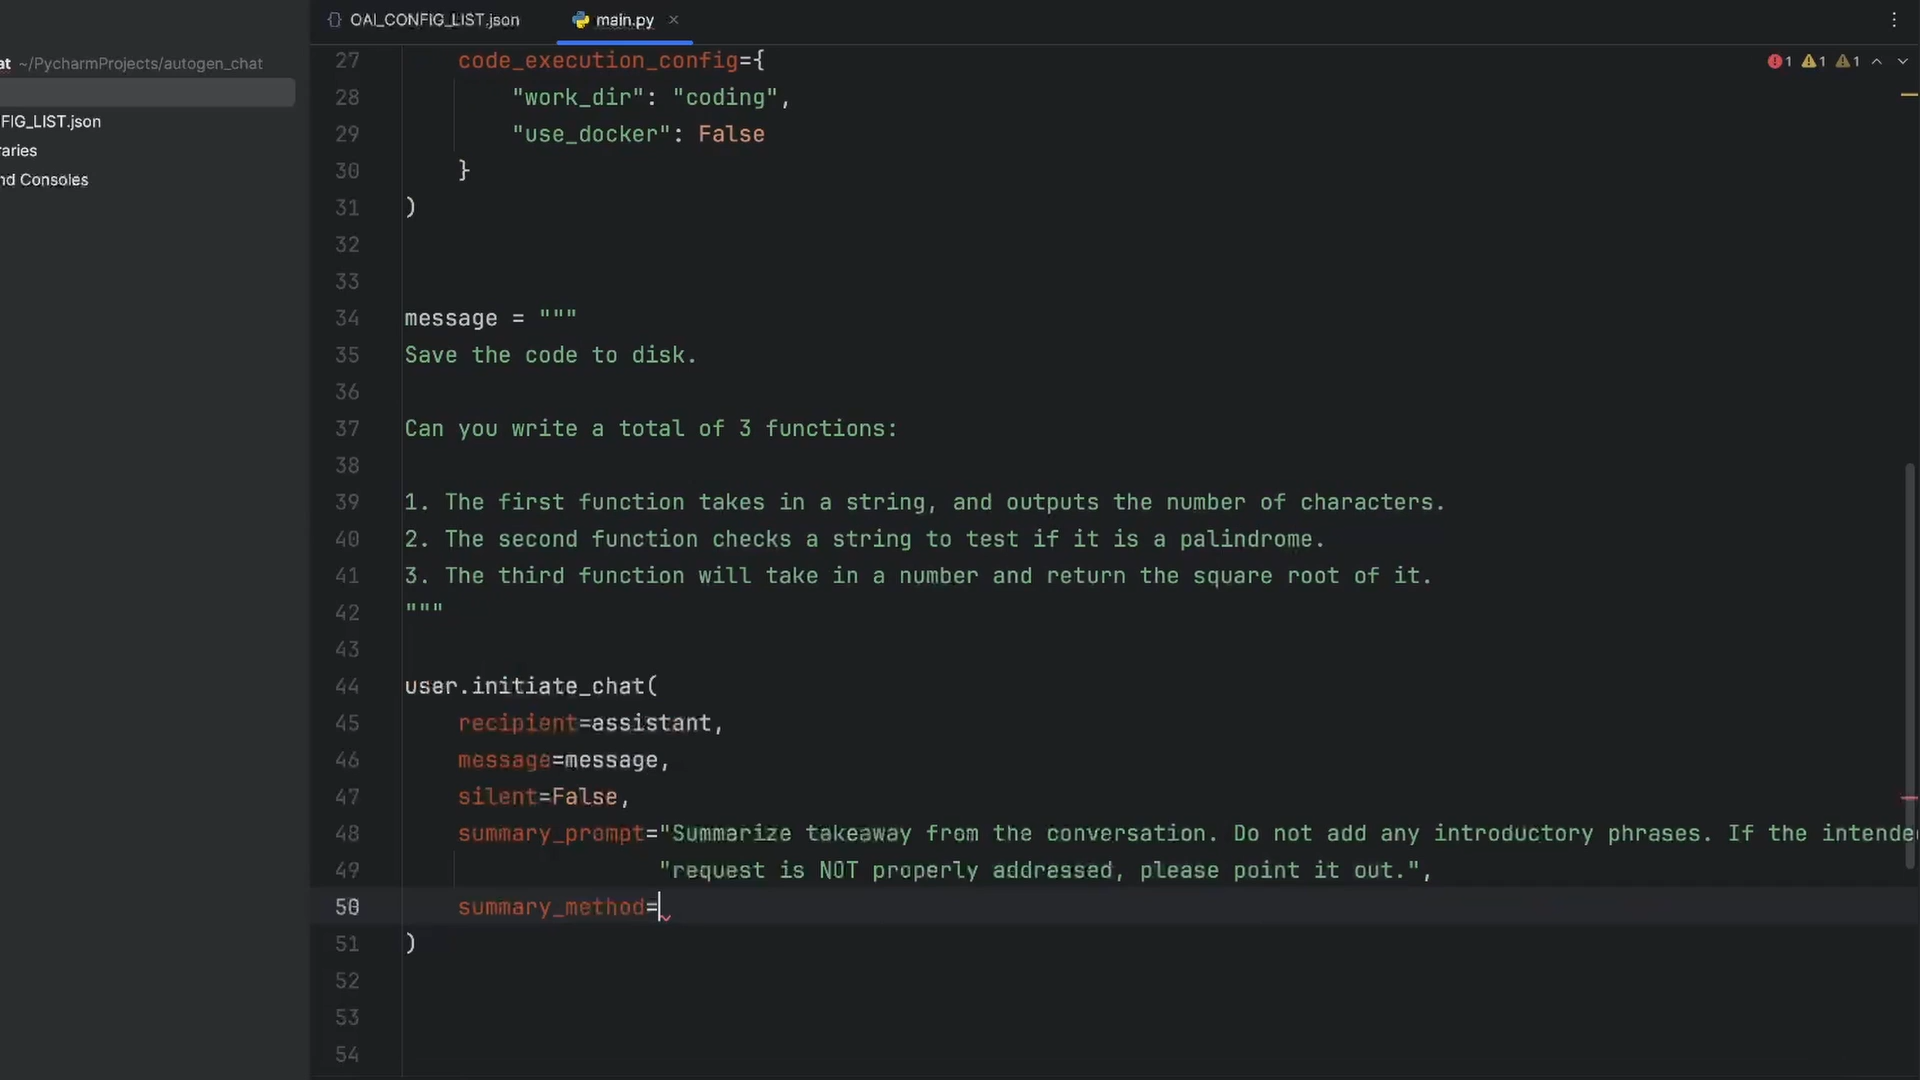 OAI_CONFIG_LIST.json
main.py
at ~/PycharmProjects/autogen_chat
FIG_LIST.json
raries
nd Consoles
1 1 1
27 code_execution_config={
28 "work_dir": "coding",
29 "use_docker": False
30 }
31 )
32
33
34 message = """
35 Save the code to disk.
36
37 Can you write a total of 3 functions:
38
39 1. The first function takes in a string, and outputs the number of characters.
40 2. The second function checks a string to test if it is a palindrome.
41 3. The third function will take in a number and return the square root of it.
42 """
43
44 user.initiate_chat(
45 recipient=assistant,
46 message=message,
47 silent=False,
48 summary_prompt="Summarize takeaway from the conversation. Do not add any introductory phrases. If the intende
49 "request is NOT properly addressed, please point it out.",
50 summary_method=
51 )
52
53
54